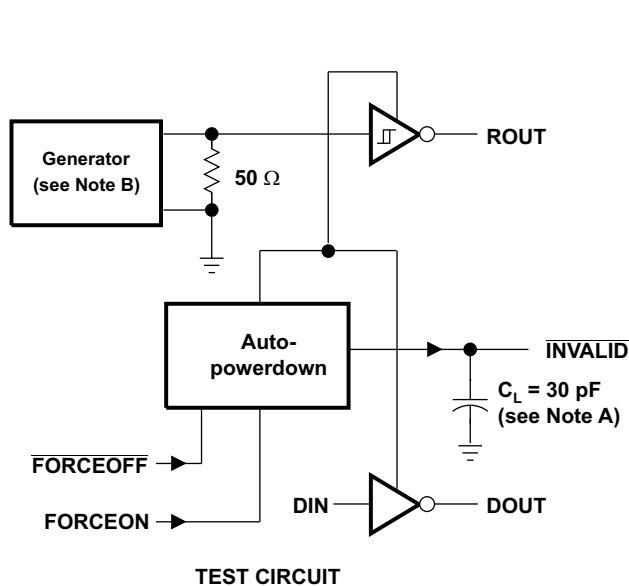 Generator
(see Note B)
50 Ω
ROUT
Auto-
powerdown
INVALID
C_L = 30 pF
(see Note A)
FORCEOFF
FORCEON
DIN
DOUT
TEST CIRCUIT